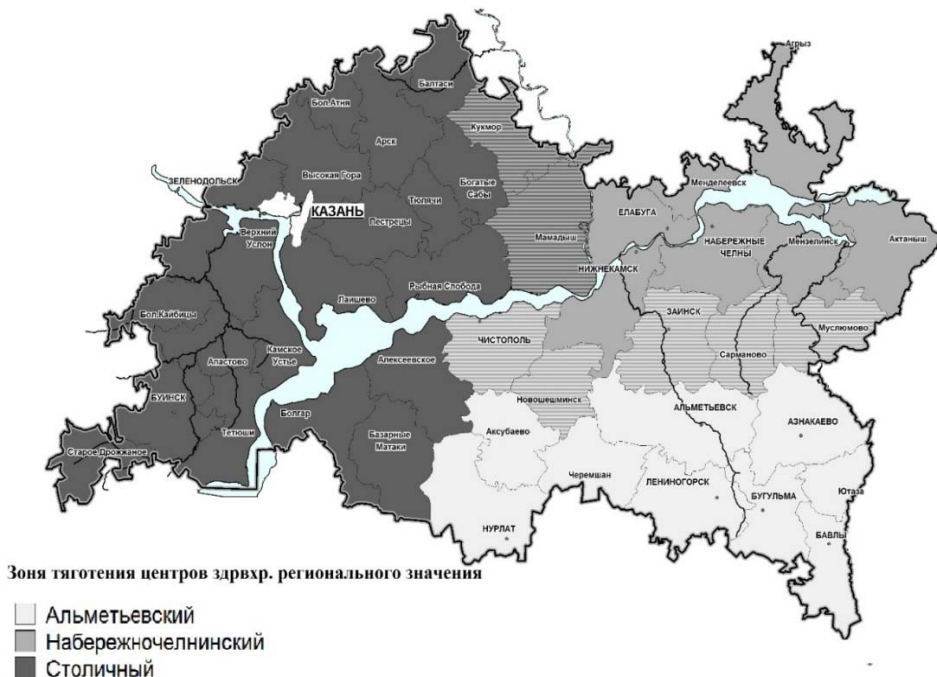 Агрыз
Балтаси
Бол.Атня
Кукмор
Арск
ЗЕЛЕНОДОЛЬСК
Высокая Гора
Богатые
Сабы
Менделеевск
Тюлячи
КАЗАНЬ
ЕЛАБУГА
Пестрецы
Верхний
Услон
Мамадыш
НАБЕРЕЖНЫЕ
ЧЕЛНЫ
Мензелинск
Актаныш
НИЖНЕКАМСК
Рыбная Слобода
Лаишево
ЗАИНСК
Бол.Кайбицы
Муслюмово
ЧИСТОПОЛЬ
Камское
Устье
Сарманово
Апастово
Алексеевское
БУИНСК
Новошешминск
АЛЬМЕТЬЕВСК
Болгар
АЗНАКАЕВО
Тетюши
Аксубаево
Базарные
Матаки
Старое Дрожжаное
Черемшан
ЛЕНИНОГОРСК
Ютаза
БУГУЛЬМА
НУРЛАТ
БАВЛЫ
Зоня тяготения центров здрвхр. регионального значения
Альметьевский
Набережночелнинский
Столичный